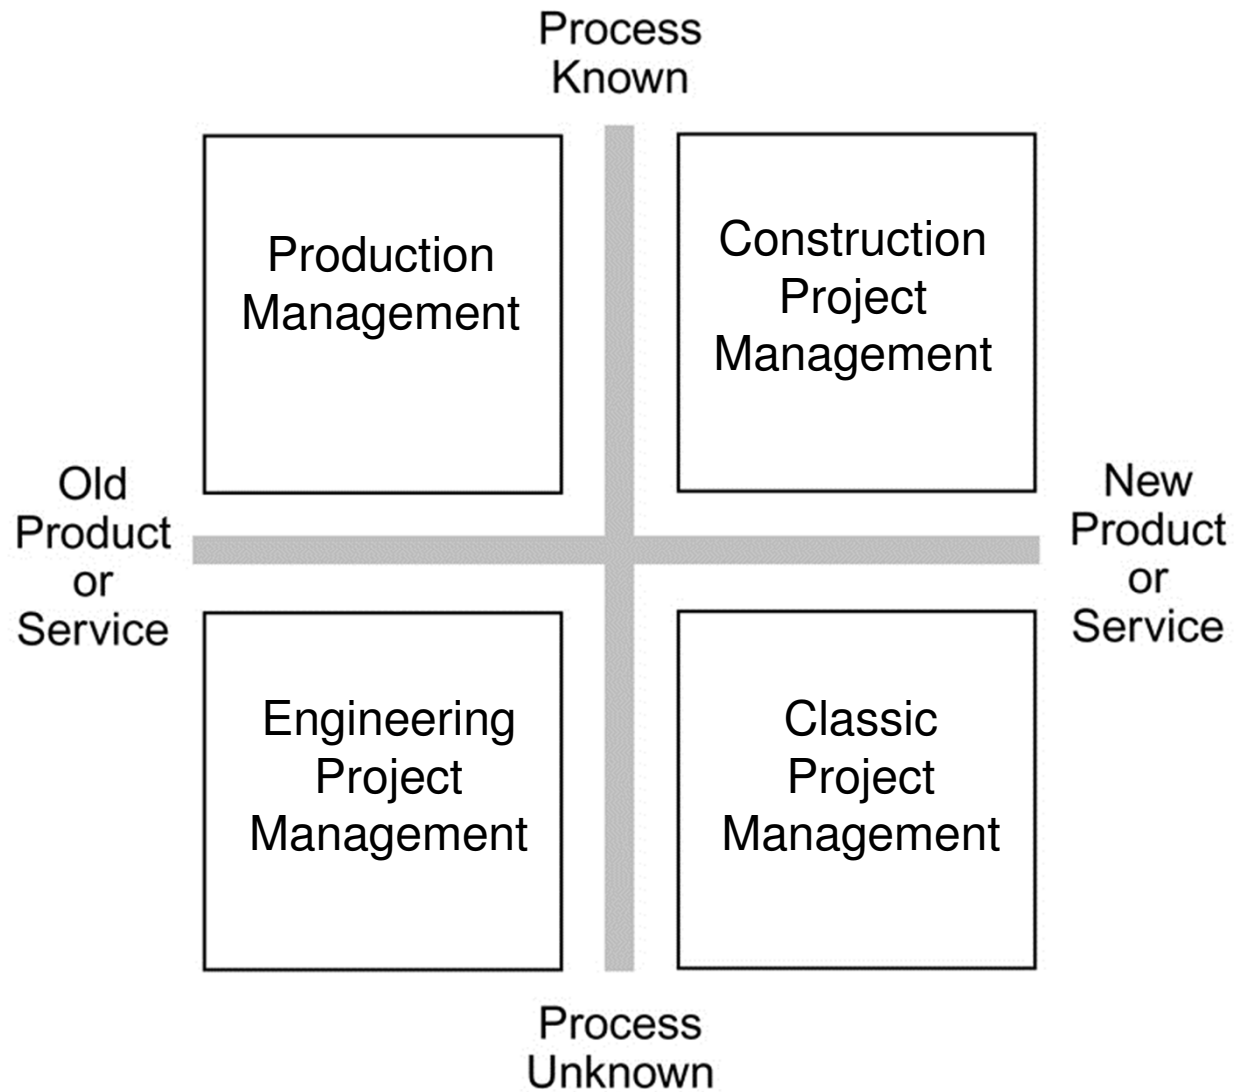 Process
Known
Production
Management
Construction
Project
Management
Old
Product
or
Service
New
Product
or
Service
Engineering
Project
Management
Classic
Project
Management
Process
Unknown